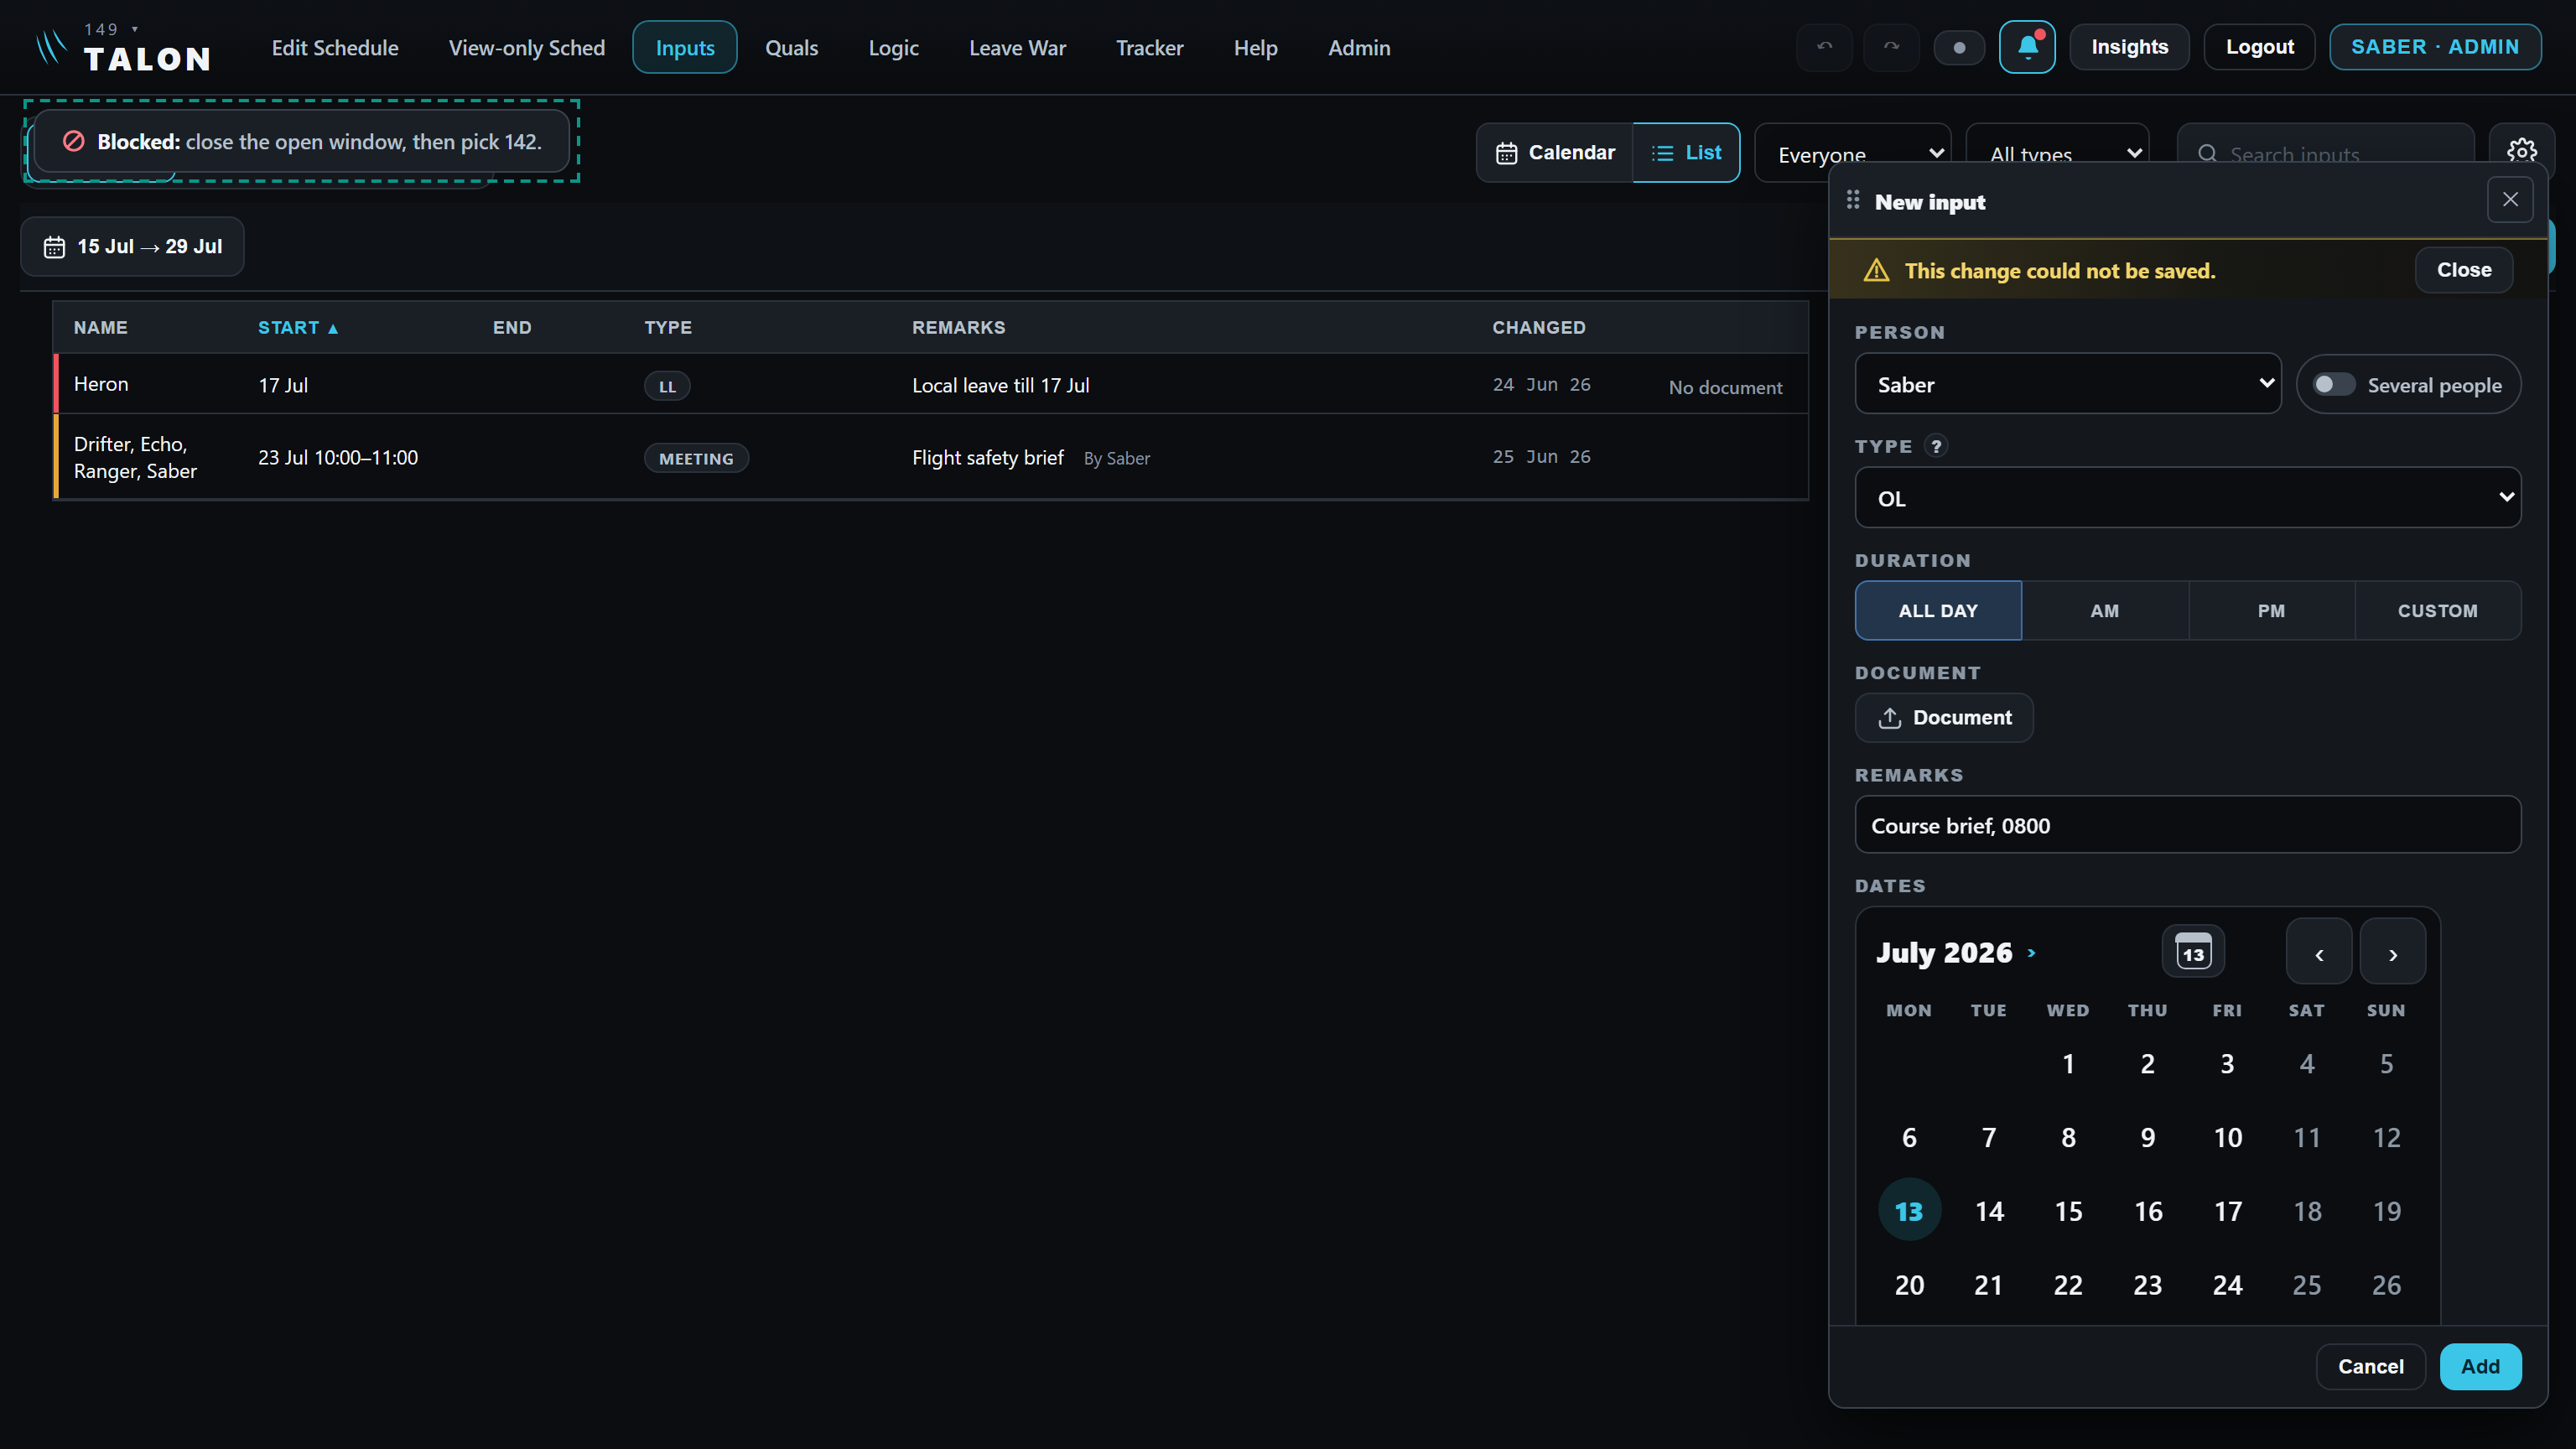 149 ▾
TALON
Edit Schedule
View-only Sched
Inputs
Quals
Logic
Leave War
Tracker
Help
Admin
Insights
Logout
SABER · ADMIN
Blocked: close the open window, then pick 142.
Calendar
List
Everyone
All types
Search inputs
15 Jul → 29 Jul
NAME START ▲ END TYPE REMARKS CHANGED
Heron 17 Jul LL Local leave till 17 Jul 24 Jun 26 No document
Drifter, Echo,
Ranger, Saber
23 Jul 10:00–11:00 MEETING Flight safety brief By Saber 25 Jun 26
New input
This change could not be saved.
Close
PERSON
Saber
Several people
TYPE ?
OL
DURATION
ALL DAY AM PM CUSTOM
DOCUMENT
Document
REMARKS
Course brief, 0800
DATES
July 2026 ›
13
‹ ›
MON TUE WED THU FRI SAT SUN
1 2 3 4 5
6 7 8 9 10 11 12
13 14 15 16 17 18 19
20 21 22 23 24 25 26
Cancel
Add